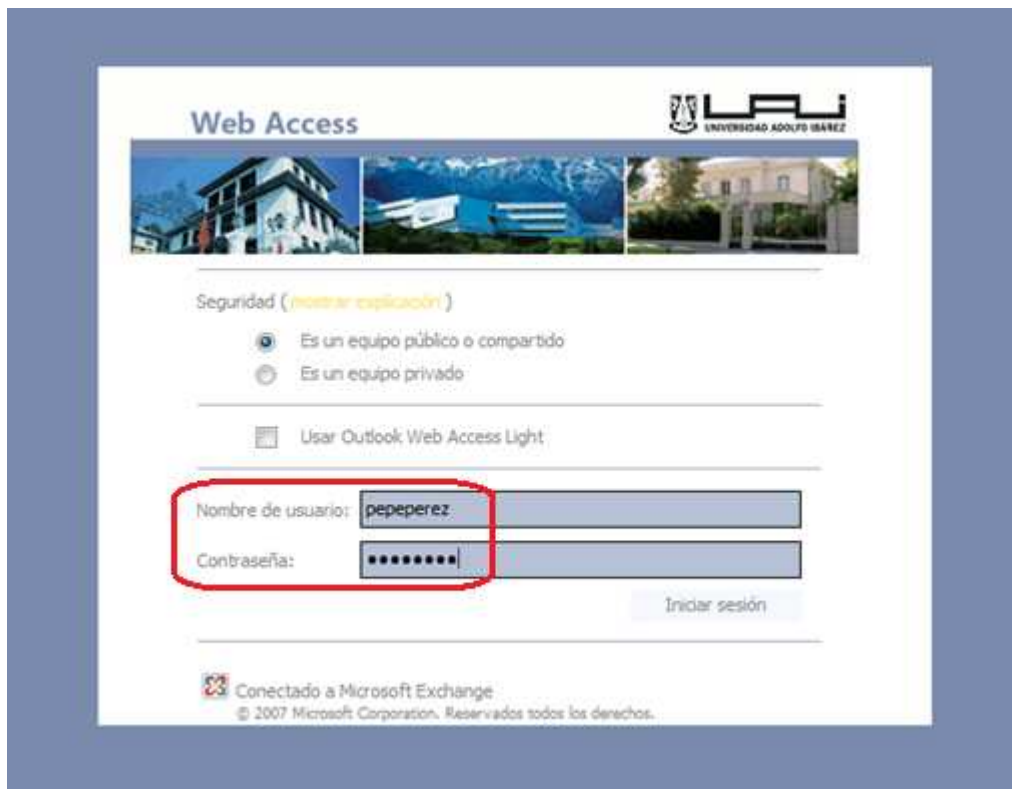 Web Access
UAI
UNIVERSIDAD ADOLFO IBÁÑEZ
Seguridad (mostrar explicación)
Es un equipo público o compartido
Es un equipo privado
Usar Outlook Web Access Light
Nombre de usuario: pepeperez
Contraseña: ••••••••
Iniciar sesión
Conectado a Microsoft Exchange
© 2007 Microsoft Corporation. Reservados todos los derechos.